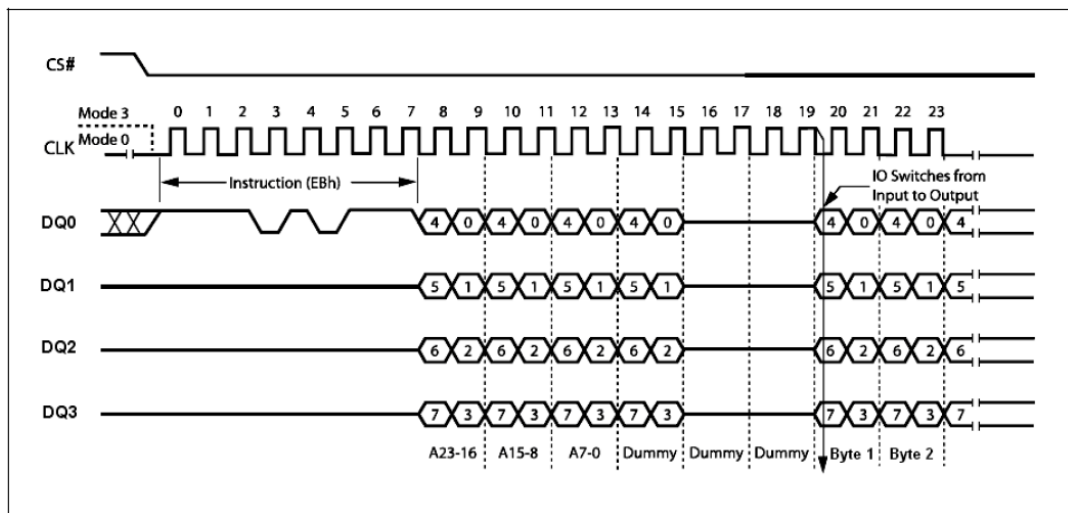 CS#
Mode 3
0 1 2 3 4 5 6 7 8 9 10 11 12 13 14 15 16 17 18 19 20 21 22 23
CLK
Mode 0
Instruction (EBh)
IO Switches from
Input to Output
DQ0
4 0 4 0 4 0 4 0 4 0 4 0 4
DQ1
5 1 5 1 5 1 5 1 5 1 5 1 5
DQ2
6 2 6 2 6 2 6 2 6 2 6 2 6
DQ3
7 3 7 3 7 3 7 3 7 3 7 3 7
A23-16 A15-8 A7-0 Dummy Dummy Dummy Byte 1 Byte 2